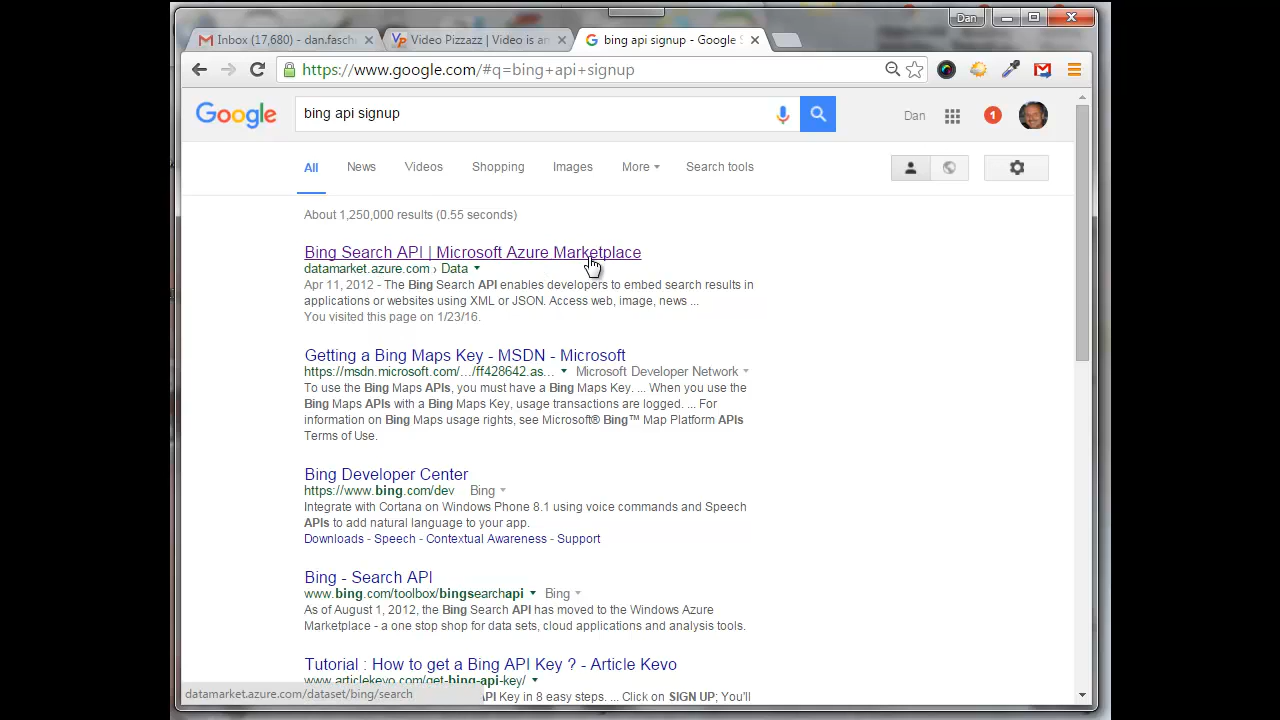 Dan
Inbox (17,680) - dan.fasch
Video Pizzazz | Video is an
bing api signup - Google S
https://www.google.com/#q=bing+api+signup
Google
bing api signup
Dan
1
All
News
Videos
Shopping
Images
More
Search tools
About 1,250,000 results (0.55 seconds)
Bing Search API | Microsoft Azure Marketplace
datamarket.azure.com › Data
Apr 11, 2012 - The Bing Search API enables developers to embed search results in
applications or websites using XML or JSON. Access web, image, news ...
You visited this page on 1/23/16.
Getting a Bing Maps Key - MSDN - Microsoft
https://msdn.microsoft.com/.../ff428642.as... Microsoft Developer Network
To use the Bing Maps APIs, you must have a Bing Maps Key. ... When you use the
Bing Maps APIs with a Bing Maps Key, usage transactions are logged. ... For
information on Bing Maps usage rights, see Microsoft® Bing™ Map Platform APIs
Terms of Use.
Bing Developer Center
https://www.bing.com/dev Bing
Integrate with Cortana on Windows Phone 8.1 using voice commands and Speech
APIs to add natural language to your app.
Downloads - Speech - Contextual Awareness - Support
Bing - Search API
www.bing.com/toolbox/bingsearchapi Bing
As of August 1, 2012, the Bing Search API has moved to the Windows Azure
Marketplace - a one stop shop for data sets, cloud applications and analysis tools.
Tutorial : How to get a Bing API Key ? - Article Kevo
www.articlekevo.com/get-bing-api-key/
datamarket.azure.com/dataset/bing/search
API Key in 8 easy steps. ... Click on SIGN UP; You'll